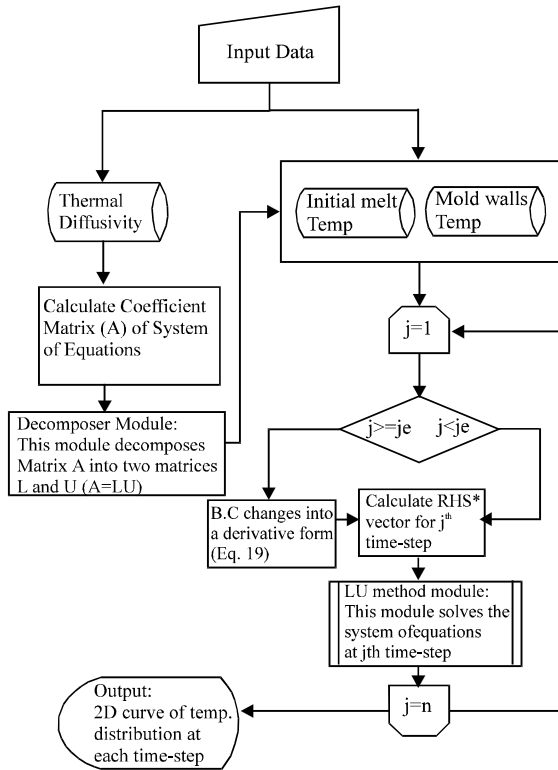 Input Data
Thermal
Diffusivity
Initial melt
Temp
Mold walls
Temp
Calculate Coefficient
Matrix (A) of System
of Equations
j=1
Decomposer Module:
This module decomposes
Matrix A into two matrices
L and U (A=LU)
j>=je j<je
B.C changes into
a derivative form
(Eq. 19)
Calculate RHS*
vector for jth
time-step
LU method module:
This module solves the
system ofequations
at jth time-step
Output:
2D curve of temp.
distribution at
each time-step
j=n